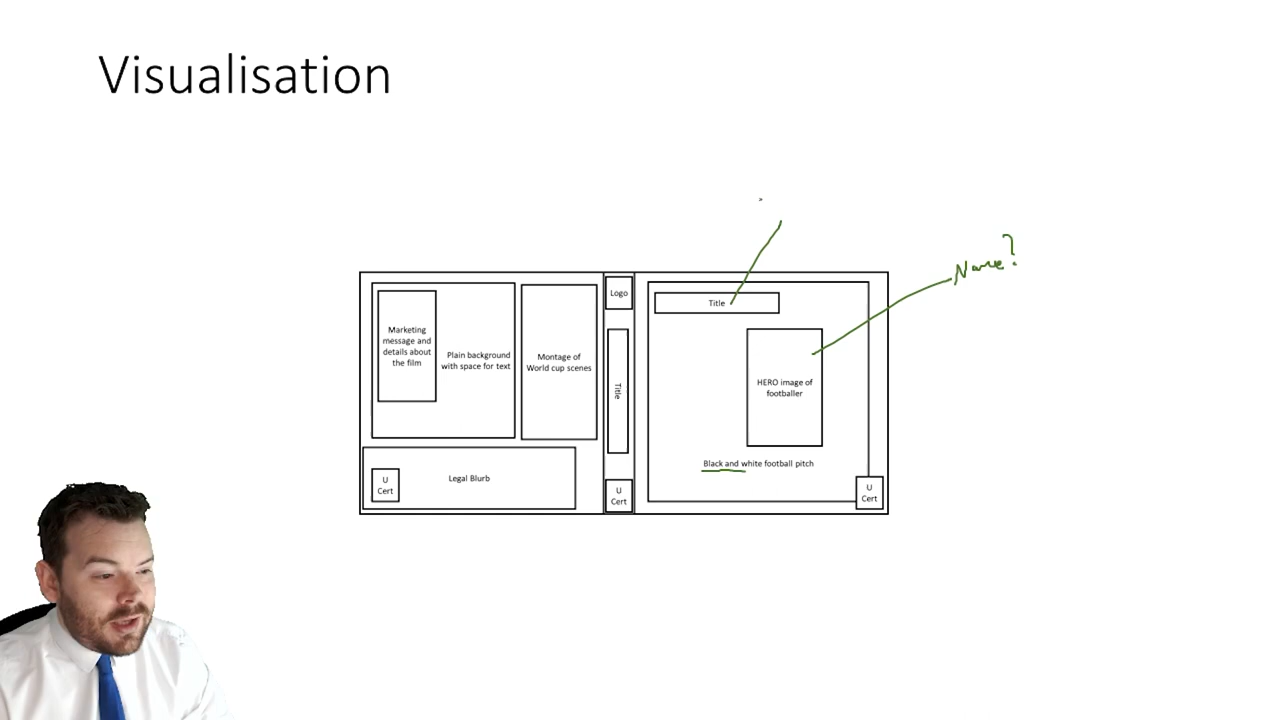 Visualisation
Name?
Logo
Title
Marketing
message and
details about
the film
Plain background
with space for text
Montage of
World cup scenes
Title
HERO image of
footballer
Black and white football pitch
Legal Blurb
U
Cert
U
Cert
U
Cert